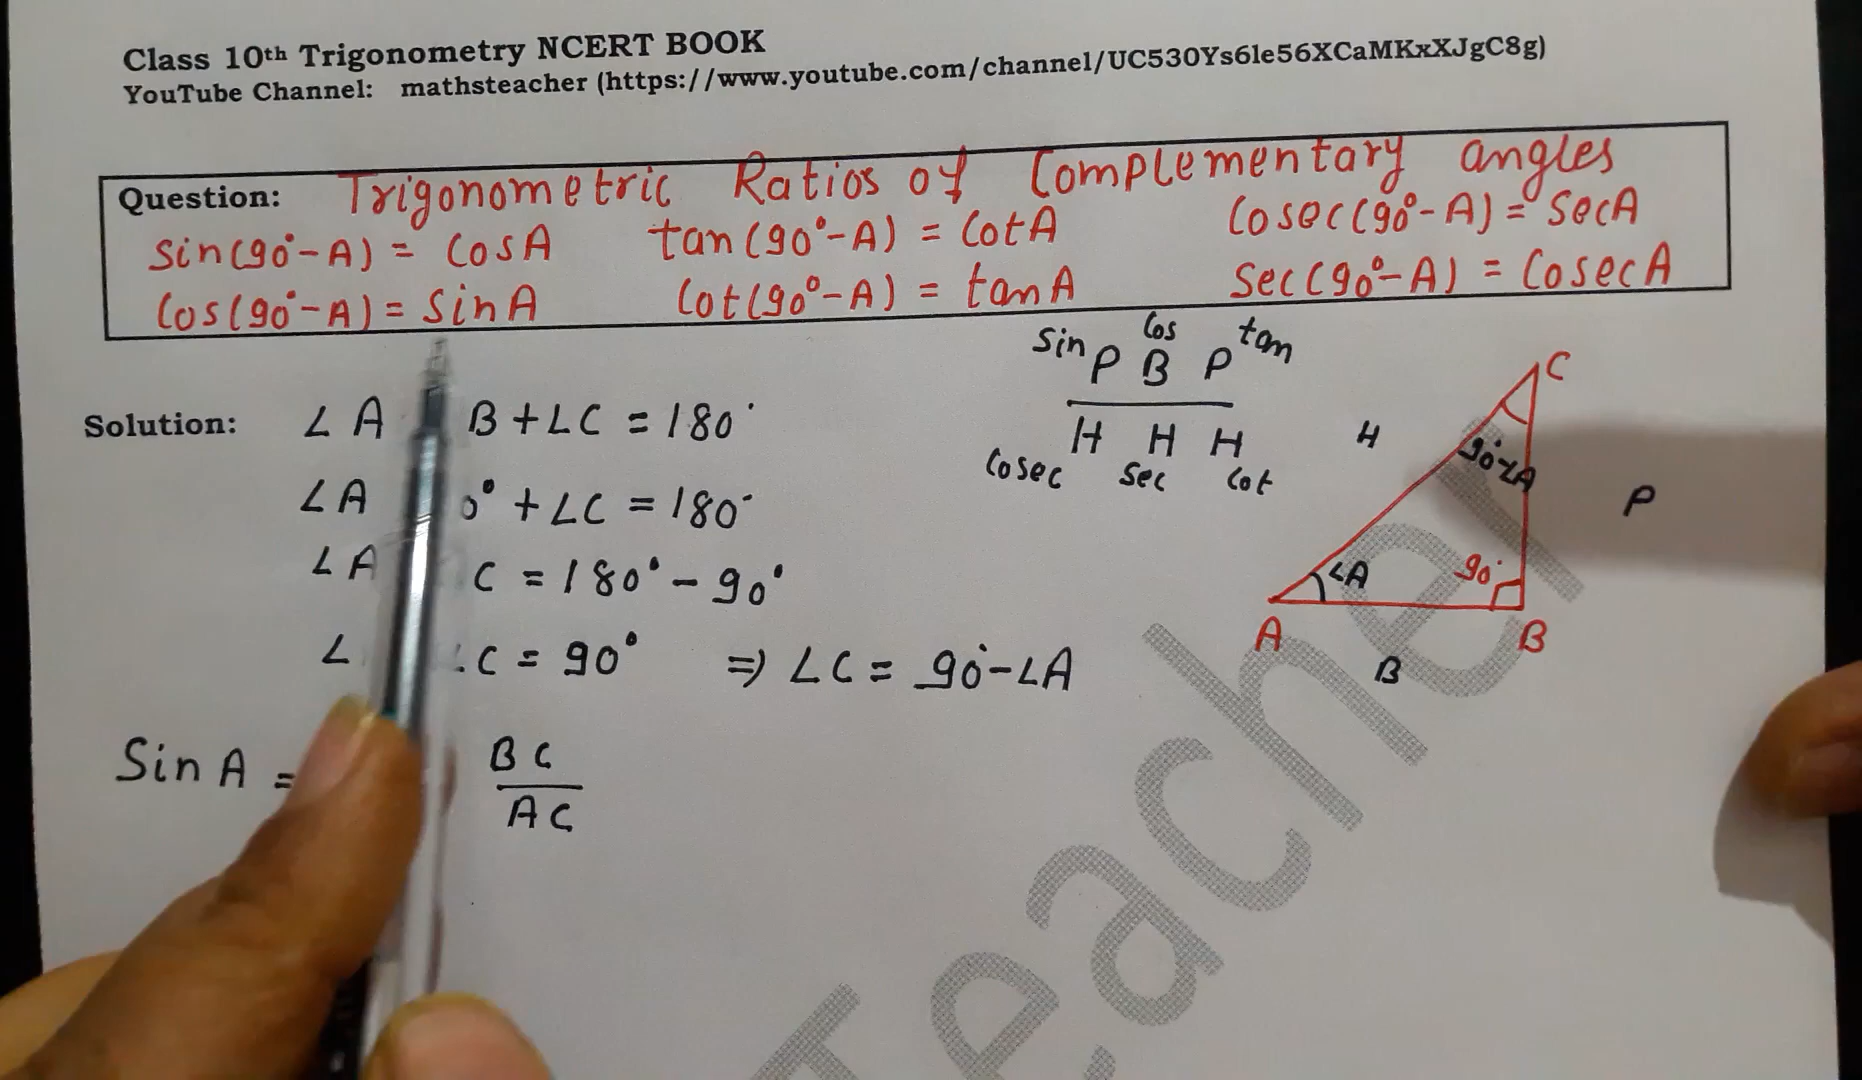 Class 10th Trigonometry NCERT BOOK
YouTube Channel: mathsteacher (https://www.youtube.com/channel/UC530Ys6le56XCaMKxXJgC8g)
Question: Trigonometric Ratios of Complementary angles
sin(90°-A) = CosA tan(90°-A) = CotA Cosec(90°-A) = SecA
Cos(90°-A) = SinA Cot(90°-A) = tanA Sec(90°-A) = CosecA
sin Cos tan
P B P
H H H
Cosec Sec Cot
Solution: ∠A B+∠C = 180°
∠A 0° +∠C = 180°
∠A C = 180° - 90°
∠ ∠C = 90° ⇒ ∠C = 90°-∠A
Sin A = BC
AC
C
H
90°-∠A
P
∠A 90°
A B
B
Teacher